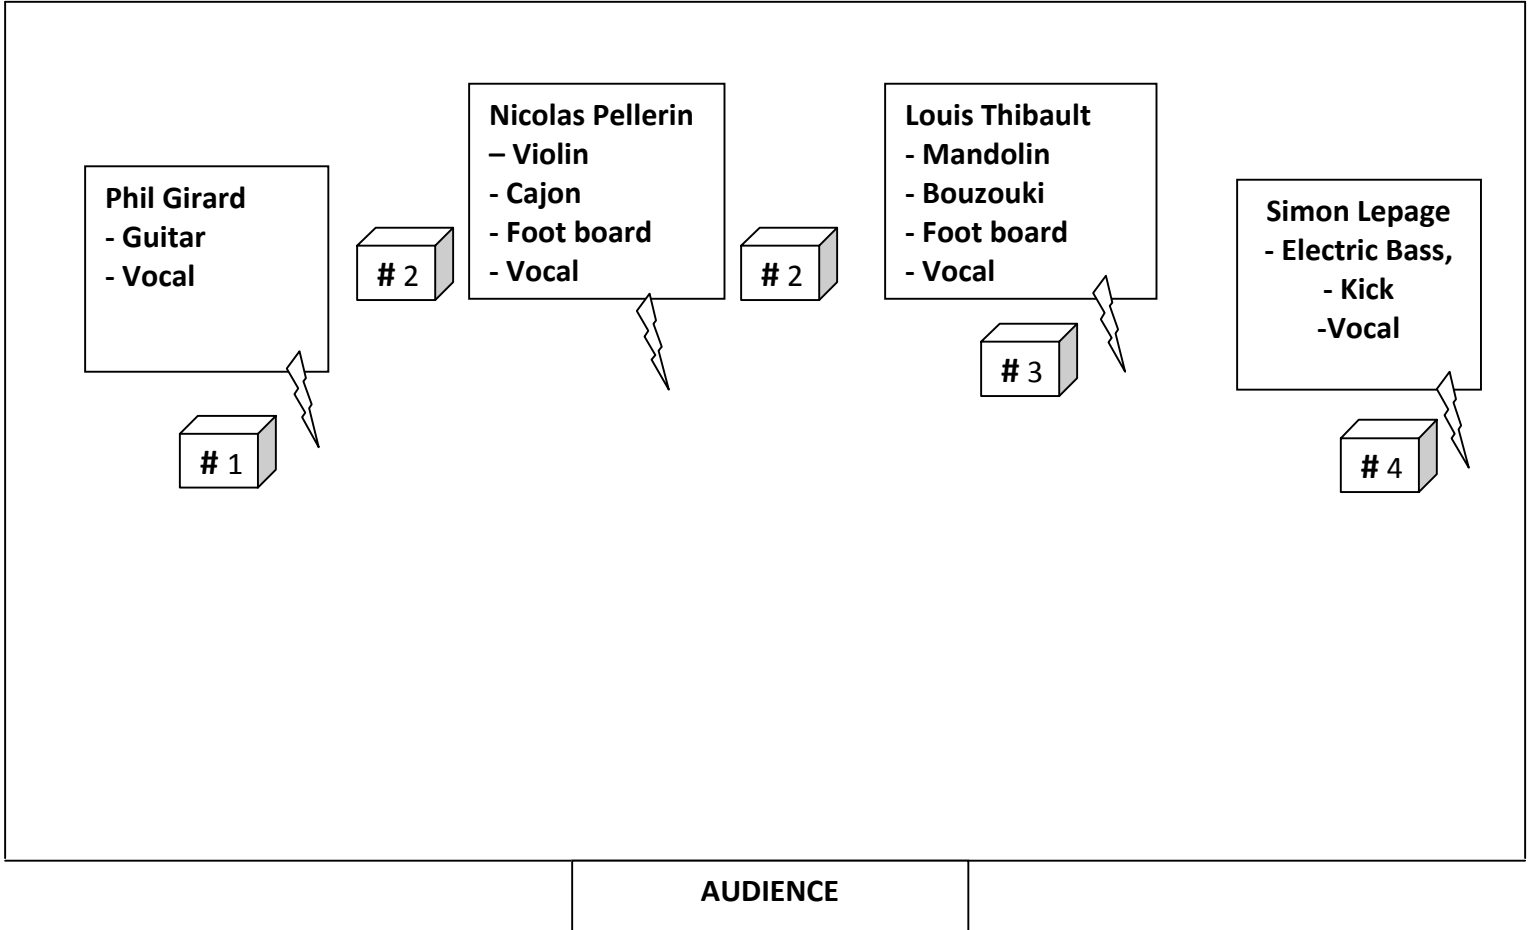 Phil Girard
- Guitar
- Vocal
# 1
# 2
Nicolas Pellerin
– Violin
- Cajon
- Foot board
- Vocal
# 2
Louis Thibault
- Mandolin
- Bouzouki
- Foot board
- Vocal
# 3
Simon Lepage
- Electric Bass,
- Kick
-Vocal
# 4
AUDIENCE